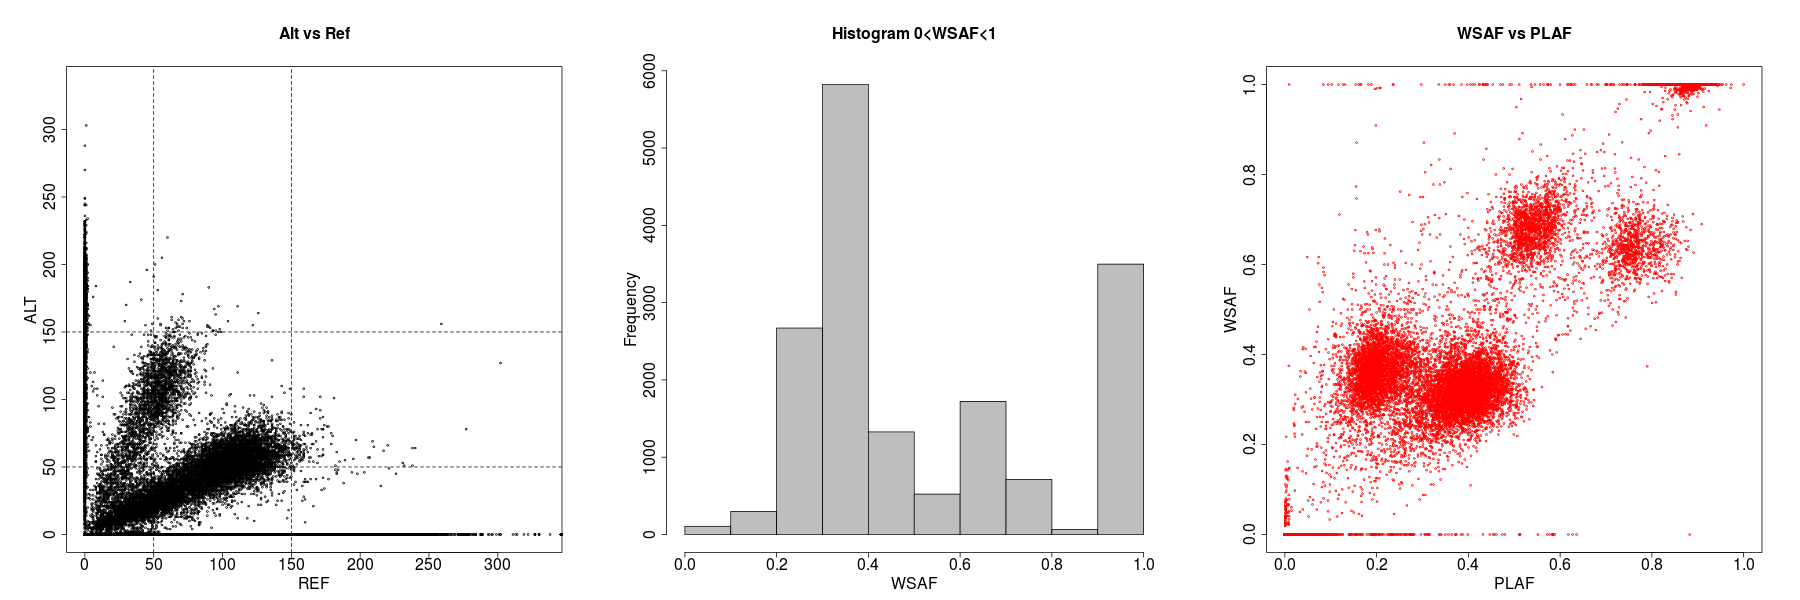 Alt vs Ref
ALT
300
250
200
150
100
50
0
0 50 100 150 200 250 300
REF
Histogram 0<WSAF<1
Frequency
6000
5000
4000
3000
2000
1000
0
0.0 0.2 0.4 0.6 0.8 1.0
WSAF
WSAF vs PLAF
WSAF
1.0
0.8
0.6
0.4
0.2
0.0
0.0 0.2 0.4 0.6 0.8 1.0
PLAF